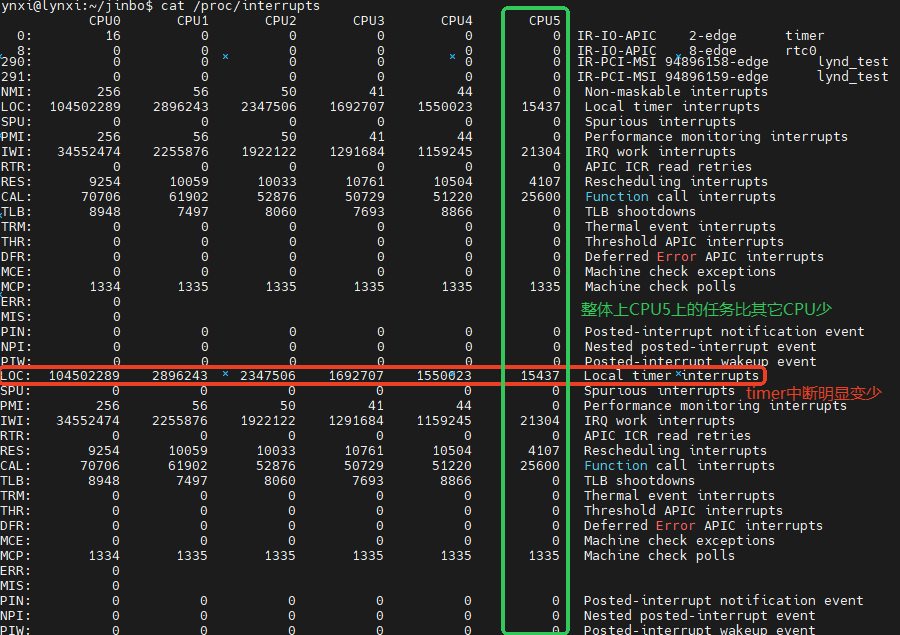 ynxi@lynxi:~/jinbo$ cat /proc/interrupts
CPU0 CPU1 CPU2 CPU3 CPU4 CPU5
0: 16 0 0 0 0 0 IR-IO-APIC 2-edge timer
8: 0 0 0 0 0 0 IR-IO-APIC 8-edge rtc0
290: 0 0 0 0 0 0 IR-PCI-MSI 94896158-edge lynd_test
291: 0 0 0 0 0 0 IR-PCI-MSI 94896159-edge lynd_test
NMI: 256 56 50 41 44 0 Non-maskable interrupts
LOC: 104502289 2896243 2347506 1692707 1550023 15437 Local timer interrupts
SPU: 0 0 0 0 0 0 Spurious interrupts
PMI: 256 56 50 41 44 0 Performance monitoring interrupts
IWI: 34552474 2255876 1922122 1291684 1159245 21304 IRQ work interrupts
RTR: 0 0 0 0 0 0 APIC ICR read retries
RES: 9254 10059 10033 10761 10504 4107 Rescheduling interrupts
CAL: 70706 61902 52876 50729 51220 25600 Function call interrupts
TLB: 8948 7497 8060 7693 8866 0 TLB shootdowns
TRM: 0 0 0 0 0 0 Thermal event interrupts
THR: 0 0 0 0 0 0 Threshold APIC interrupts
DFR: 0 0 0 0 0 0 Deferred Error APIC interrupts
MCE: 0 0 0 0 0 0 Machine check exceptions
MCP: 1334 1335 1335 1335 1335 1335 Machine check polls
ERR: 0
整体上CPU5上的任务比其它CPU少
MIS: 0
PIN: 0 0 0 0 0 0 Posted-interrupt notification event
NPI: 0 0 0 0 0 0 Nested posted-interrupt event
PIW: 0 0 0 0 0 0 Posted-interrupt wakeup event
LOC: 104502289 2896243 2347506 1692707 1550023 15437 Local timer interrupts
SPU: 0 0 0 0 0 0 Spurious interrupts
timer中断明显变少
PMI: 256 56 50 41 44 0 Performance monitoring interrupts
IWI: 34552474 2255876 1922122 1291684 1159245 21304 IRQ work interrupts
RTR: 0 0 0 0 0 0 APIC ICR read retries
RES: 9254 10059 10033 10761 10504 4107 Rescheduling interrupts
CAL: 70706 61902 52876 50729 51220 25600 Function call interrupts
TLB: 8948 7497 8060 7693 8866 0 TLB shootdowns
TRM: 0 0 0 0 0 0 Thermal event interrupts
THR: 0 0 0 0 0 0 Threshold APIC interrupts
DFR: 0 0 0 0 0 0 Deferred Error APIC interrupts
MCE: 0 0 0 0 0 0 Machine check exceptions
MCP: 1334 1335 1335 1335 1335 1335 Machine check polls
ERR: 0
MIS: 0
PIN: 0 0 0 0 0 0 Posted-interrupt notification event
NPI: 0 0 0 0 0 0 Nested posted-interrupt event
PIW: 0 0 0 0 0 0 Posted-interrupt wakeup event